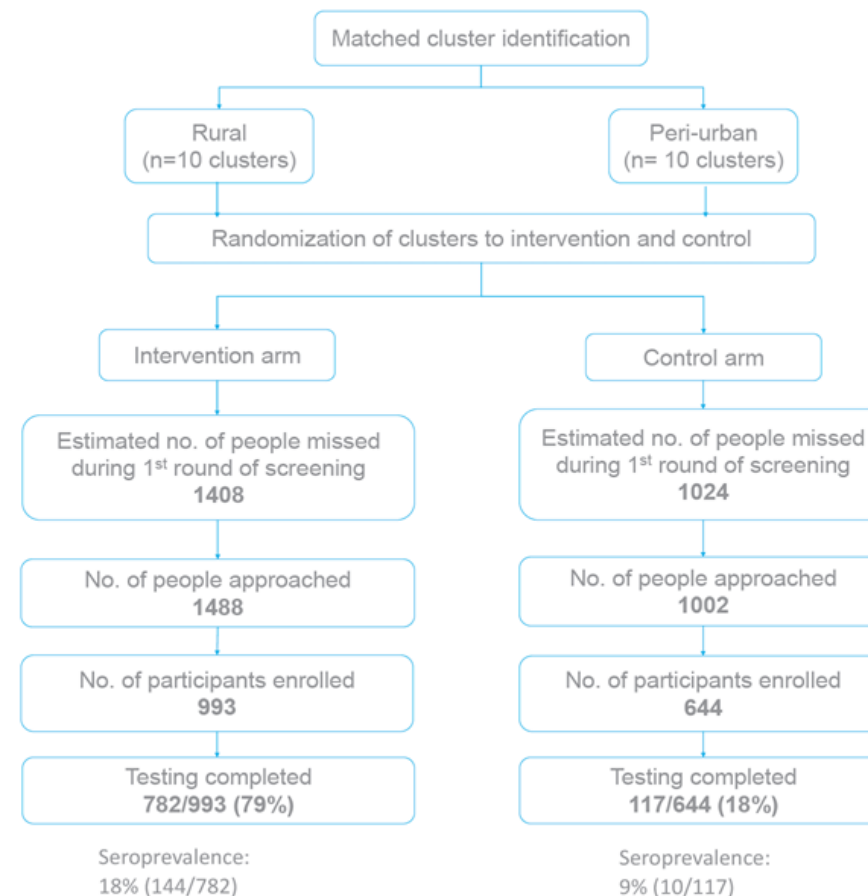 Matched cluster identification
Rural
(n=10 clusters)
Peri-urban
(n= 10 clusters)
Randomization of clusters to intervention and control
Intervention arm
Control arm
Estimated no. of people missed
during 1st round of screening
1408
Estimated no. of people missed
during 1st round of screening
1024
No. of people approached
1488
No. of people approached
1002
No. of participants enrolled
993
No. of participants enrolled
644
Testing completed
782/993 (79%)
Testing completed
117/644 (18%)
Seroprevalence:
18% (144/782)
Seroprevalence:
9% (10/117)